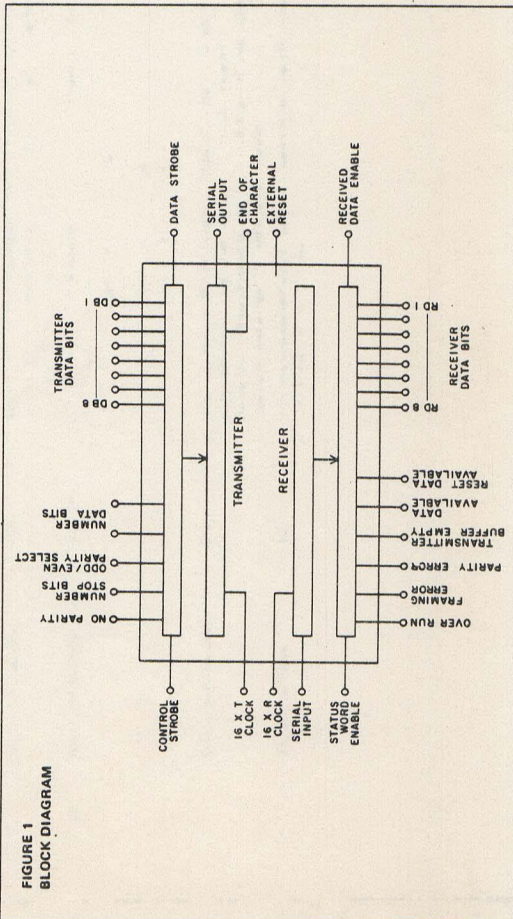 FIGURE 1
BLOCK DIAGRAM
NO PARITY
NUMBER
STOP BITS
ODD/EVEN
PARITY SELECT
NUMBER
DATA BITS
TRANSMITTER
DATA BITS
DB 8
DB 1
CONTROL
STROBE
DATA STROBE
SERIAL
OUTPUT
TRANSMITTER
16 X T
CLOCK
END OF
CHARACTER
16 X R
CLOCK
EXTERNAL
RESET
RECEIVER
SERIAL
INPUT
STATUS
WORD
ENABLE
RECEIVED
DATA ENABLE
OVER RUN
FRAMING
ERROR
PARITY ERROR
TRANSMITTER
BUFFER EMPTY
DATA
AVAILABLE
RESET DATA
AVAILABLE
RD 8
RD 1
RECEIVER
DATA BITS